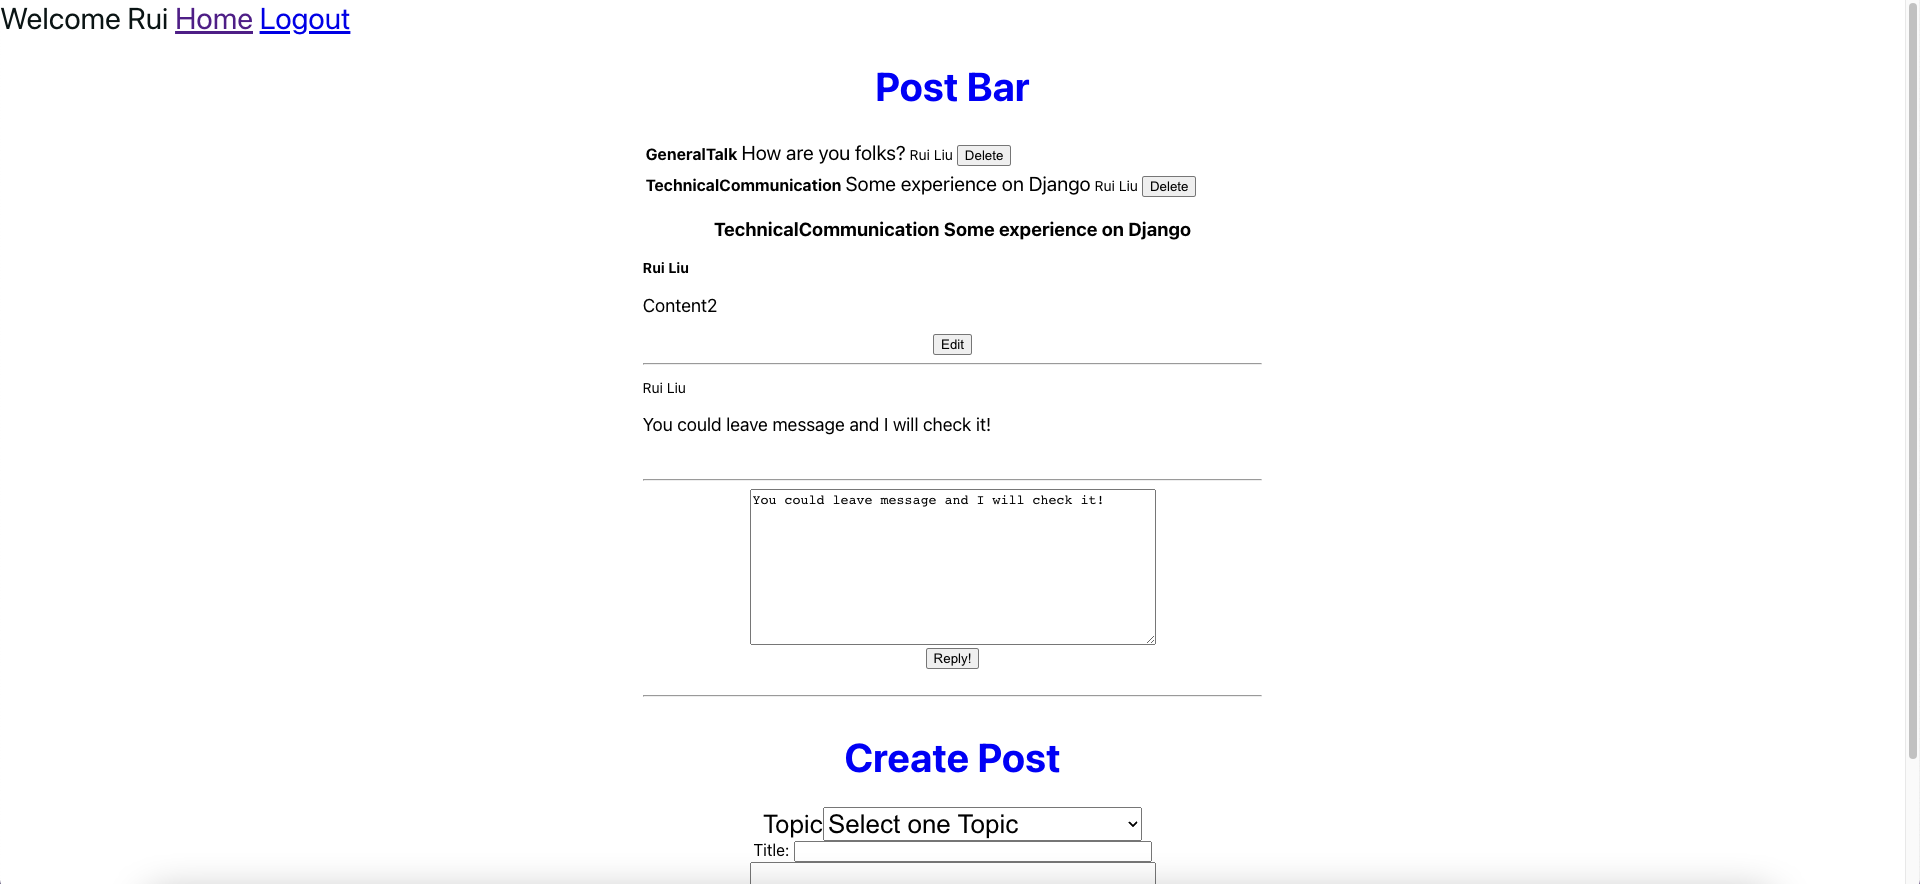 Welcome Rui Home Logout
Post Bar
GeneralTalk How are you folks? Rui Liu Delete
TechnicalCommunication Some experience on Django Rui Liu Delete
TechnicalCommunication Some experience on Django
Rui Liu
Content2
Edit
Rui Liu
You could leave message and I will check it!
You could leave message and I will check it!
Reply!
Create Post
Topic Select one Topic
Title: